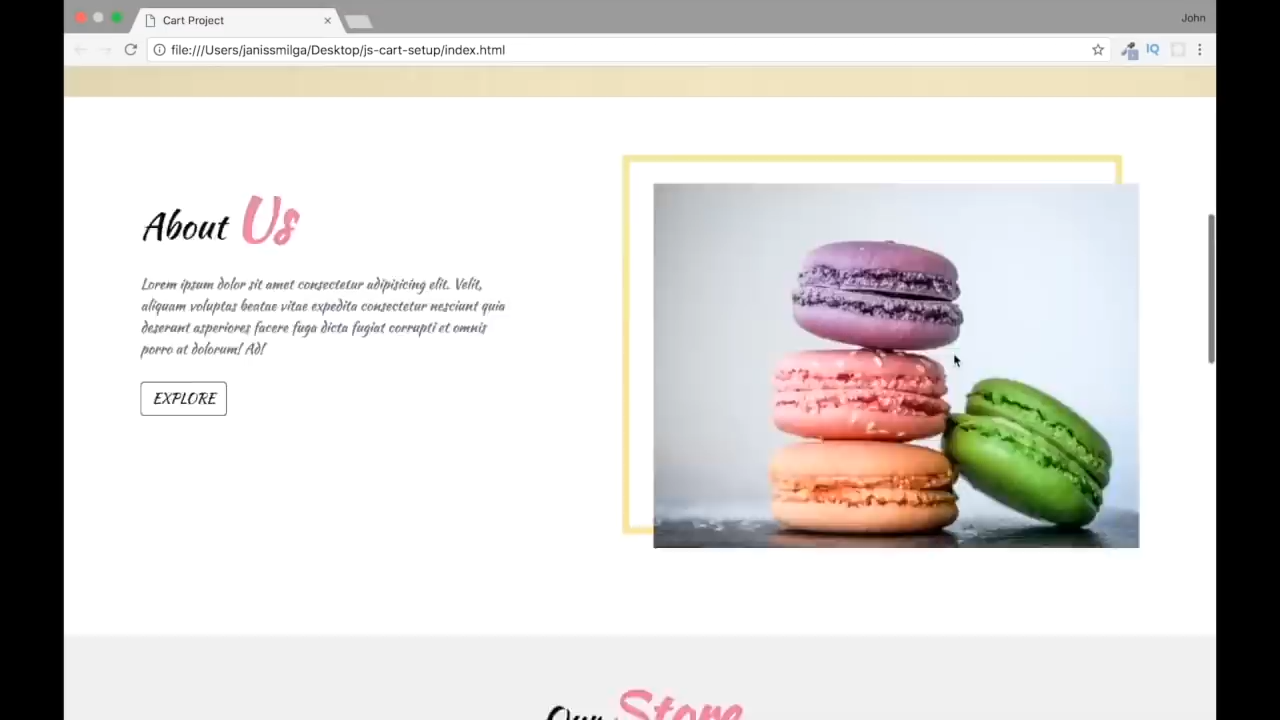 Cart Project
John
file:///Users/janissmilga/Desktop/js-cart-setup/index.html
IQ
About Us
Lorem ipsum dolor sit amet consectetur adipisicing elit. Velit,
aliquam voluptas beatae vitae expedita consectetur nesciunt quia
deserunt asperiores facere fuga dicta fugiat corrupti et omnis
porro at dolorum! Ad!
EXPLORE
Our Store